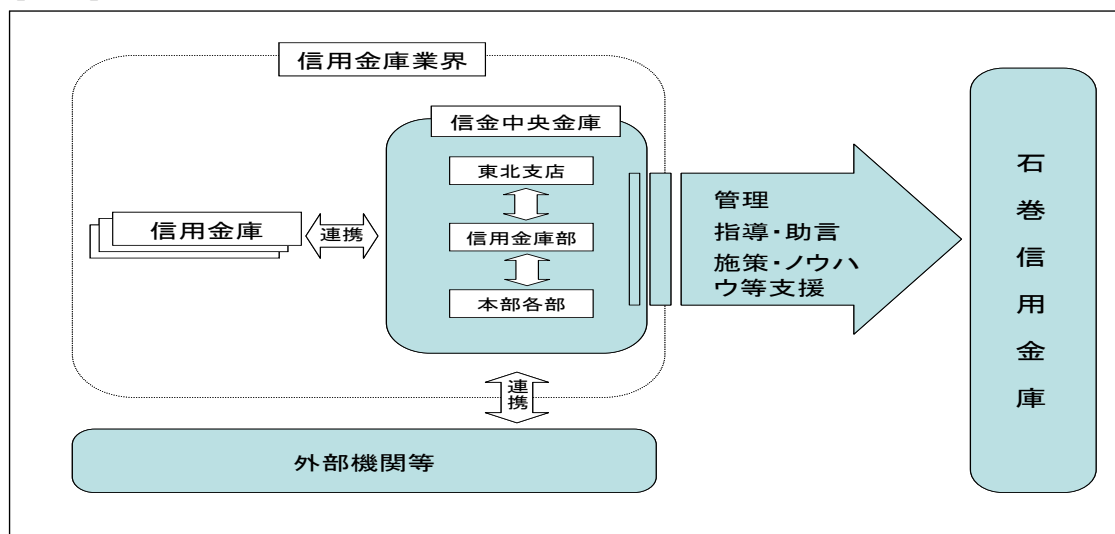 信用金庫業界
信金中央金庫
東北支店
信用金庫
連携
信用金庫部
本部各部
管理
指導・助言
施策・ノウハ
ウ等支援
石巻信用金庫
連携
外部機関等